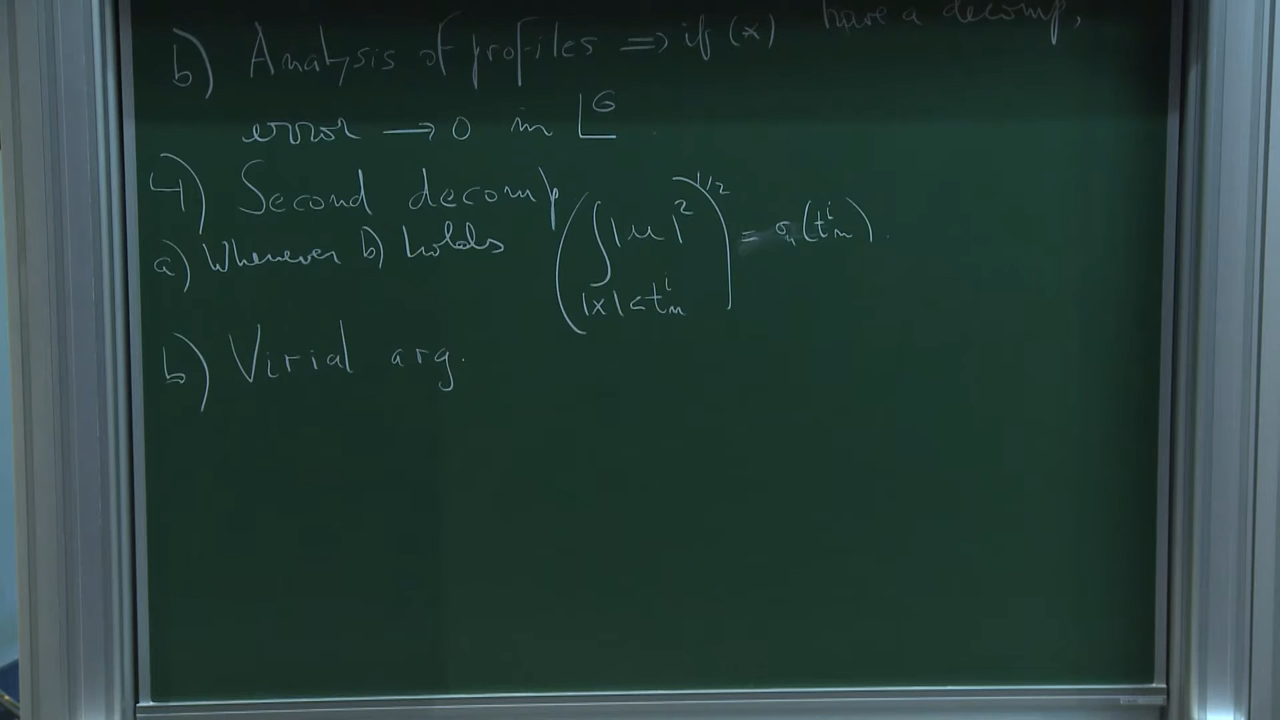 b) Analysis of profiles ⟹ if (x) have a decomp,
error → 0 in L^6.
4) Second decomp
a) Whenever b) holds (∫_{|x|<t_n^i} |u|^2)^{1/2} = o_n(t_n^i).
b) Virial arg.